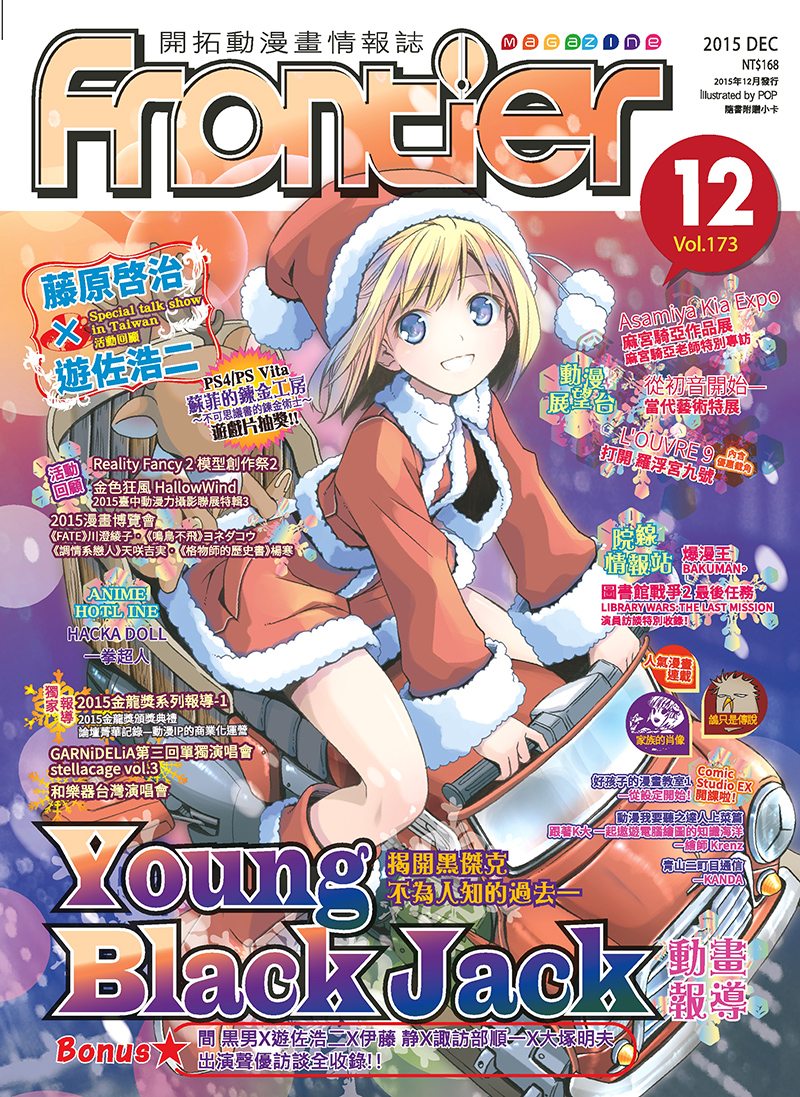 開拓動漫畫情報誌
magazine
Frontier
2015 DEC
NT$168
2015年12月發行
Illustrated by POP
隨書附贈小卡
12
Vol.173
藤原啓治
×
Special talk show
in Taiwan
活動回顧
遊佐浩二
PS4/PS Vita
蘇菲的鍊金工房
～不可思議書的鍊金術士～
遊戲片抽獎!!
活動
回顧
Reality Fancy 2 模型創作祭2
金色狂風 HallowWind
2015臺中動漫力攝影聯展特輯3
2015漫畫博覽會
《FATE》川澄綾子・《鳴鳥不飛》ヨネダコウ
《調情系戀人》天咲吉実・《格物師的歷史書》楊寒
ANIME
HOTLINE
HACKA DOLL
一拳超人
獨家
報導
2015金龍獎系列報導-1
2015金龍獎頒獎典禮
論壇菁華記錄—動漫IP的商業化運營
GARNiDELiA第三回單獨演唱會
stellacage vol.3
和樂器台灣演唱會
動漫
展望台
Asamiya Kia Expo
麻宮騎亞作品展
麻宮騎亞老師特別專訪
從初音開始—
當代藝術特展
L'OUVRE 9
打開 羅浮宮九號
內含
優惠截角
院線
情報站
爆漫王
BAKUMAN。
圖書館戰爭2 最後任務
LIBRARY WARS:THE LAST MISSION
演員訪談特別收錄!
人氣漫畫
連載
家族的肖像
鴿只是傳說
好孩子的漫畫教室1
—從設定開始!
Comic
Studio EX
開課啦!
動漫我要聽之達人上菜篇
跟著K大一起遨遊電腦繪圖的知識海洋
—繪師 Krenz
青山二町目通信
—KANDA
Young
Black Jack
揭開黑傑克
不為人知的過去—
動畫
報導
Bonus★
間 黑男X遊佐浩二X伊藤 静X諏訪部順一X大塚明夫
出演聲優訪談全收錄!!